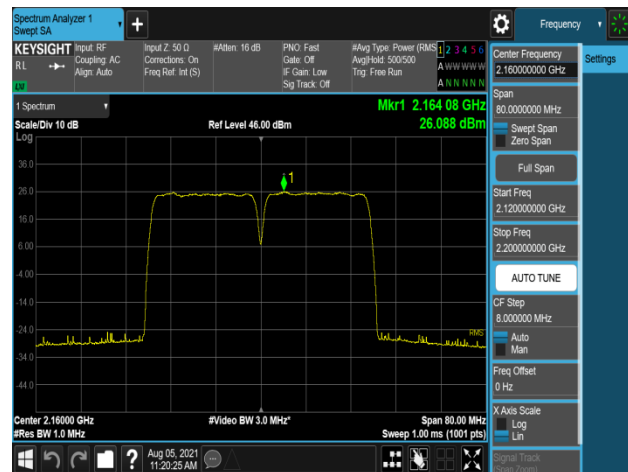 Spectrum Analyzer 1
Swept SA
+
Frequency
KEYSIGHT
RL
LW
Input: RF
Coupling: AC
Align: Auto
Input Z: 50 Ω
Corrections: On
Freq Ref: Int (S)
#Atten: 16 dB
PNO: Fast
Gate: Off
IF Gain: Low
Sig Track: Off
#Avg Type: Power (RMS
Avg|Hold: 500/500
Trig: Free Run
1 2 3 4 5 6
A W W W W W
A N N N N N
1 Spectrum
Scale/Div 10 dB
Log
Ref Level 46.00 dBm
Mkr1 2.164 08 GHz
26.088 dBm
36.0
26.0
16.0
6.00
-4.00
-14.0
-24.0
-34.0
-44.0
1
RMS
Center 2.16000 GHz
#Res BW 1.0 MHz
#Video BW 3.0 MHz*
Span 80.00 MHz
Sweep 1.00 ms (1001 pts)
Center Frequency
2.160000000 GHz
Settings
Span
80.0000000 MHz
Swept Span
Zero Span
Full Span
Start Freq
2.120000000 GHz
Stop Freq
2.200000000 GHz
AUTO TUNE
CF Step
8.000000 MHz
Auto
Man
Freq Offset
0 Hz
X Axis Scale
Log
Lin
Signal Track
(Span Zoom)
?
Aug 05, 2021
11:20:25 AM